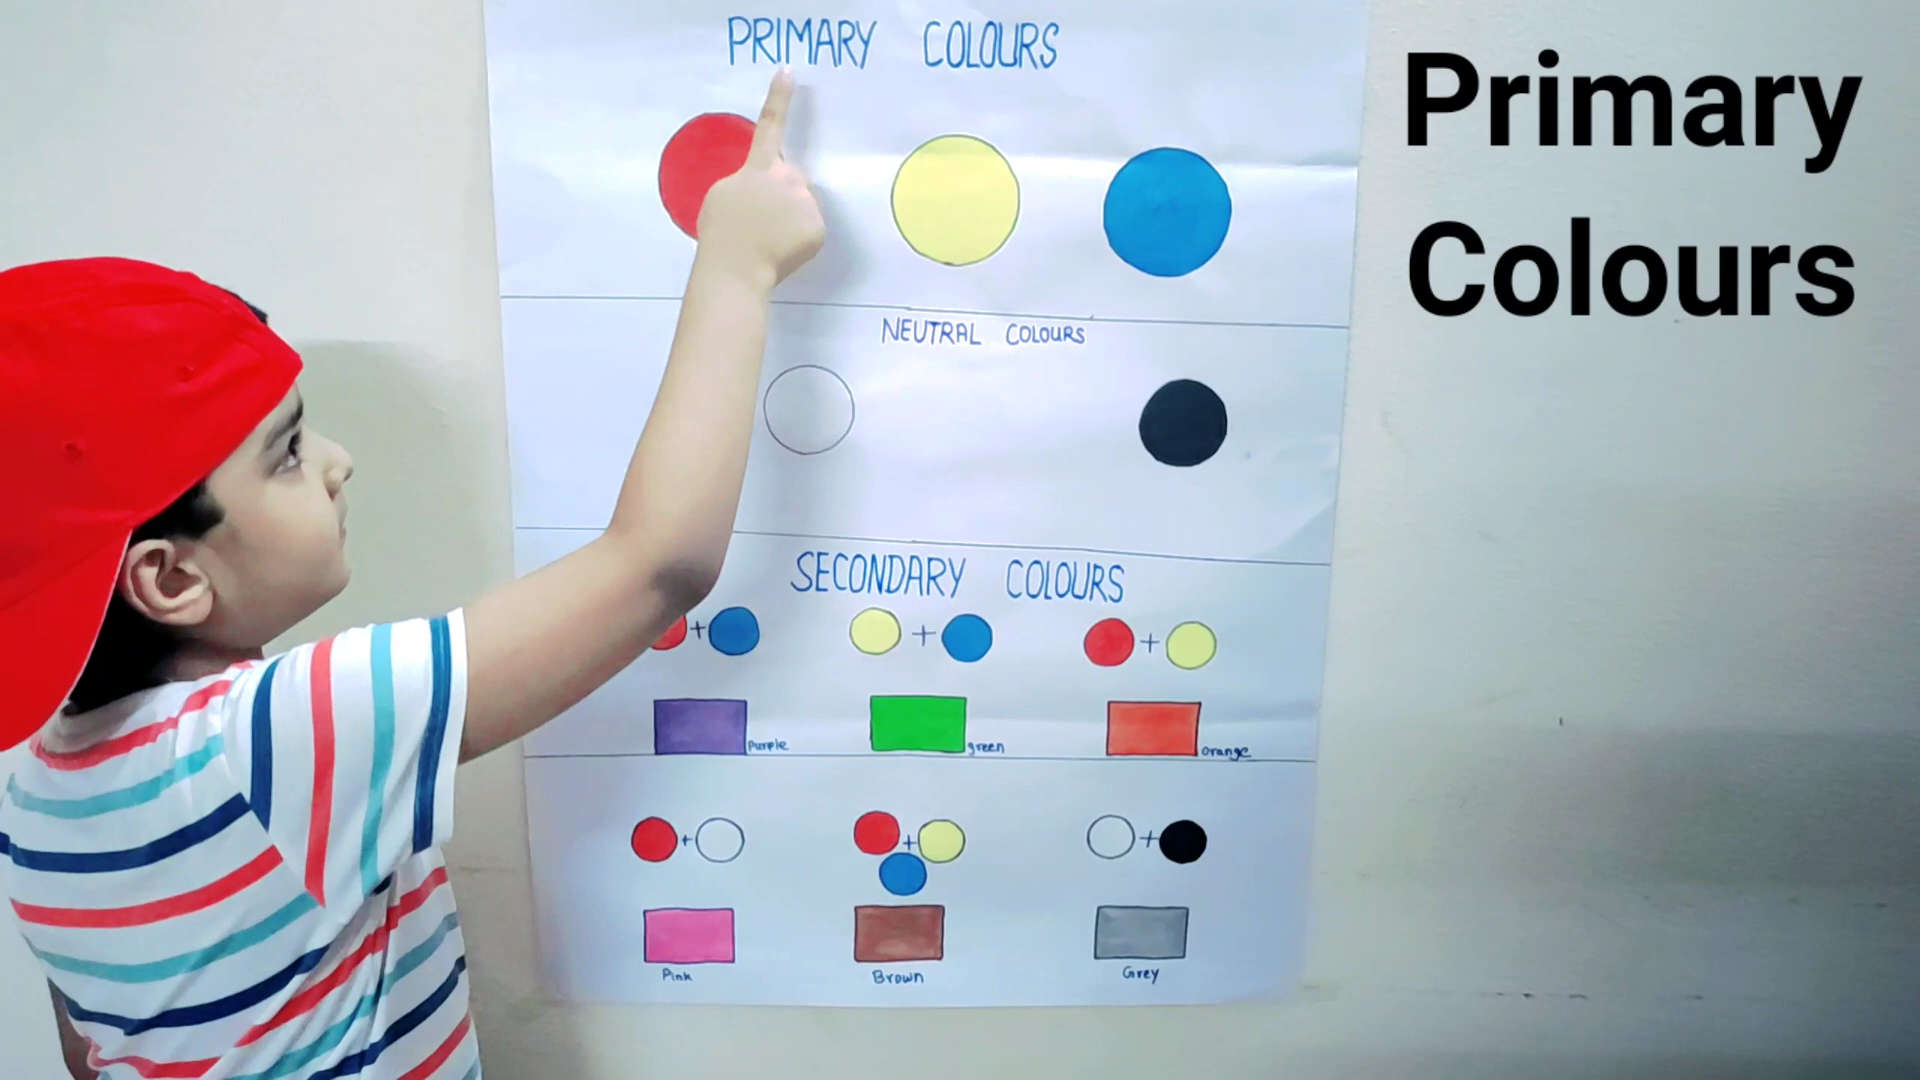 PRIMARY COLOURS
Primary
Colours
NEUTRAL COLOURS
SECONDARY COLOURS
+ + +
Purple green orange
+ + +
Pink Brown Grey